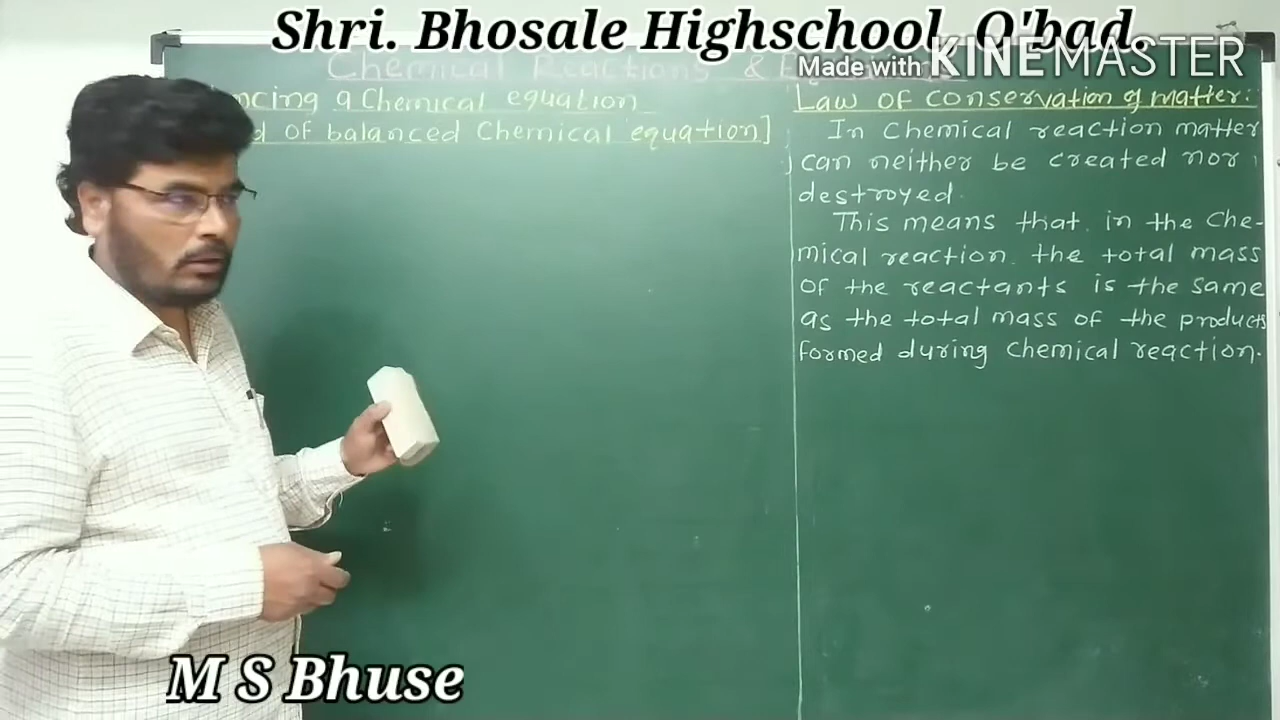 Shri. Bhosale Highschool, O'bad.
Made with KINEMASTER
Chemical Reactions &
ncing a Chemical equation
d of balanced Chemical equation]
Law of conservation of matter:
In Chemical reaction matter
can neither be created nor
destroyed.
This means that in the Che-
mical reaction the total mass
of the reactants is the same
as the total mass of the products
formed during chemical reaction.
M S Bhuse